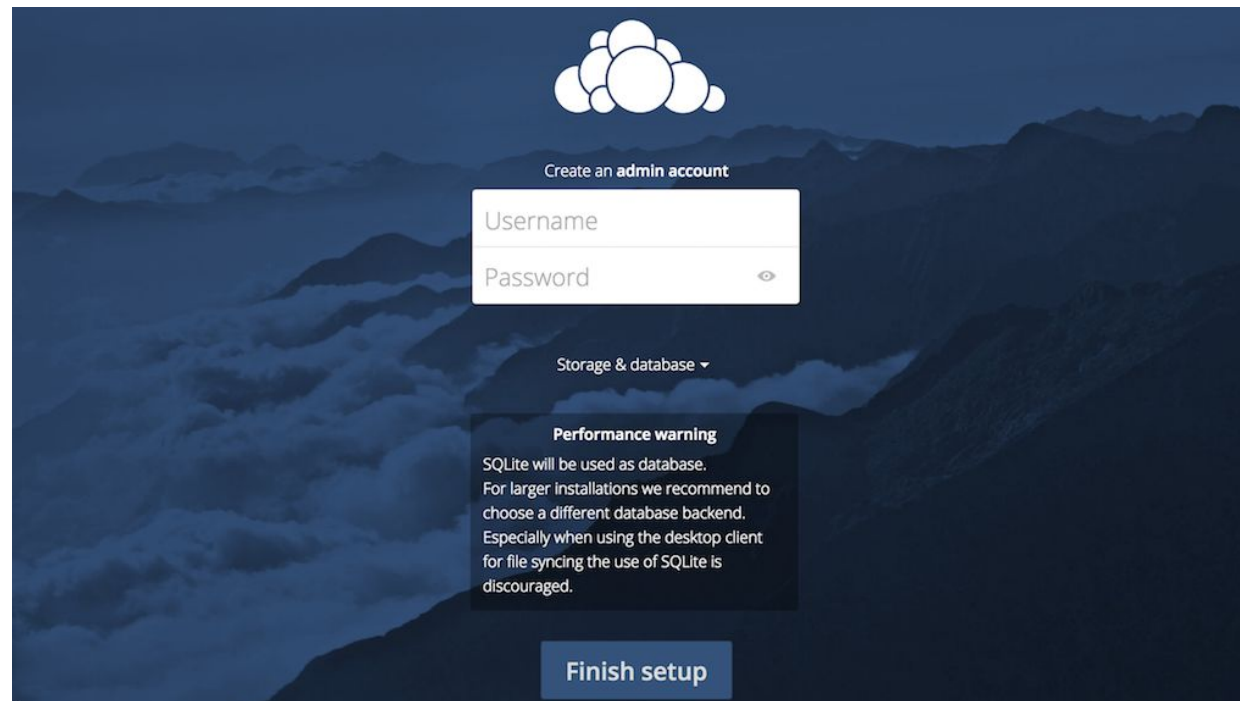 Create an admin account
Username
Password
Storage & database
Performance warning
SQLite will be used as database.
For larger installations we recommend to
choose a different database backend.
Especially when using the desktop client
for file syncing the use of SQLite is
discouraged.
Finish setup